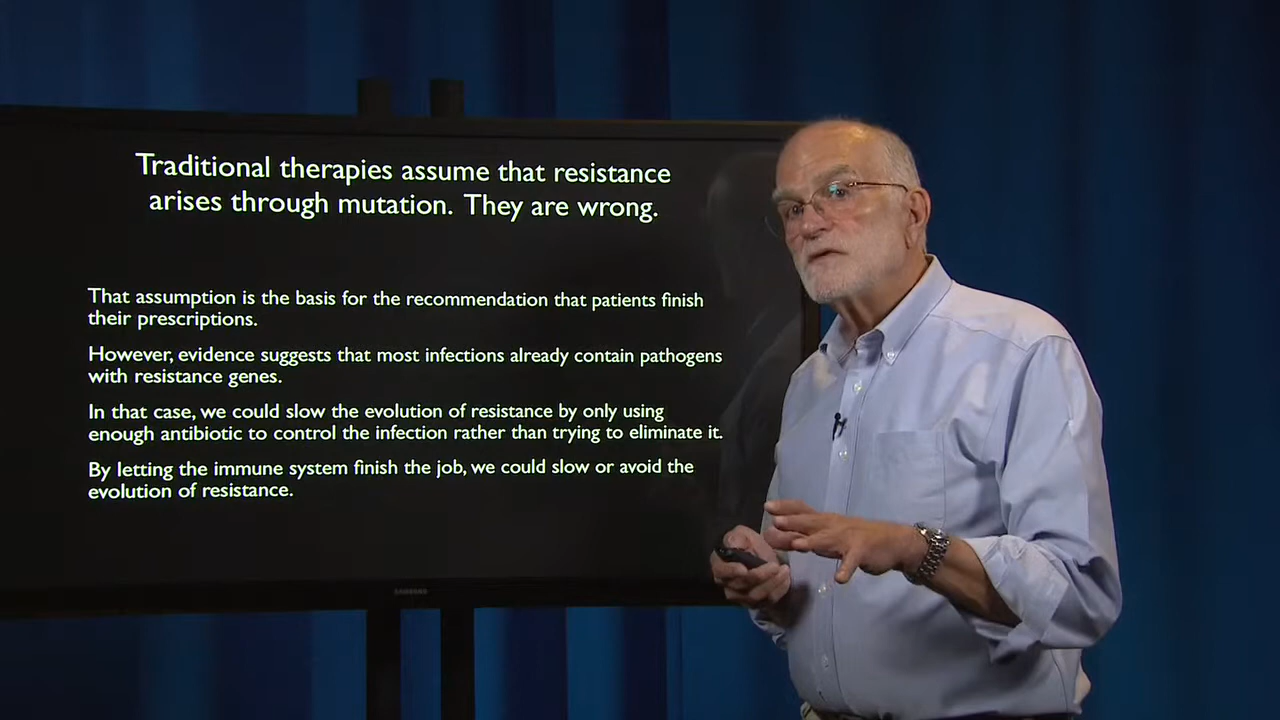 Traditional therapies assume that resistance
arises through mutation. They are wrong.
That assumption is the basis for the recommendation that patients finish
their prescriptions.
However, evidence suggests that most infections already contain pathogens
with resistance genes.
In that case, we could slow the evolution of resistance by only using
enough antibiotic to control the infection rather than trying to eliminate it.
By letting the immune system finish the job, we could slow or avoid the
evolution of resistance.
SAMSUNG